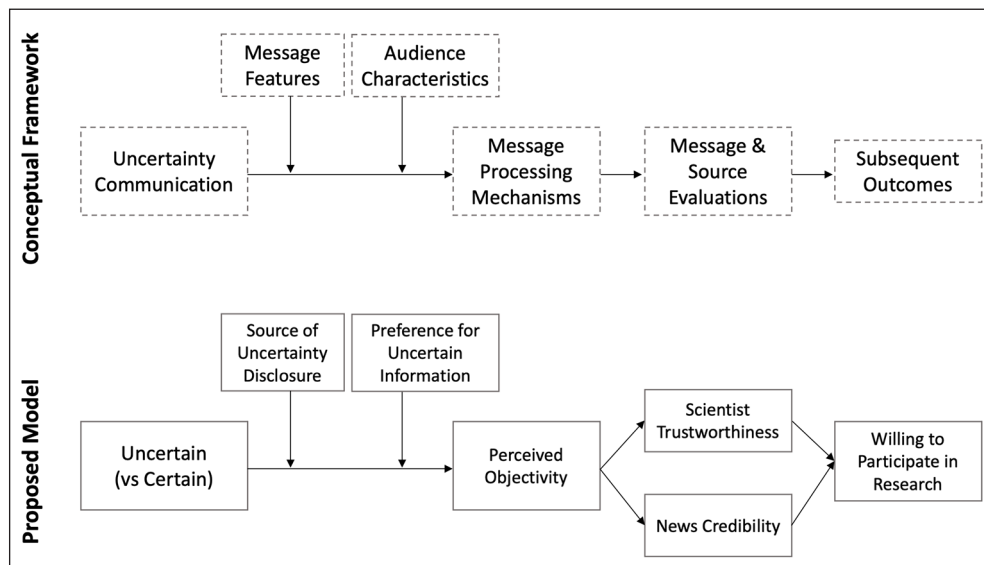 Conceptual Framework
Message
Features
Audience
Characteristics
Uncertainty
Communication
Message
Processing
Mechanisms
Message &
Source
Evaluations
Subsequent
Outcomes
Proposed Model
Source of
Uncertainty
Disclosure
Preference for
Uncertain
Information
Uncertain
(vs Certain)
Perceived
Objectivity
Scientist
Trustworthiness
News Credibility
Willing to
Participate in
Research